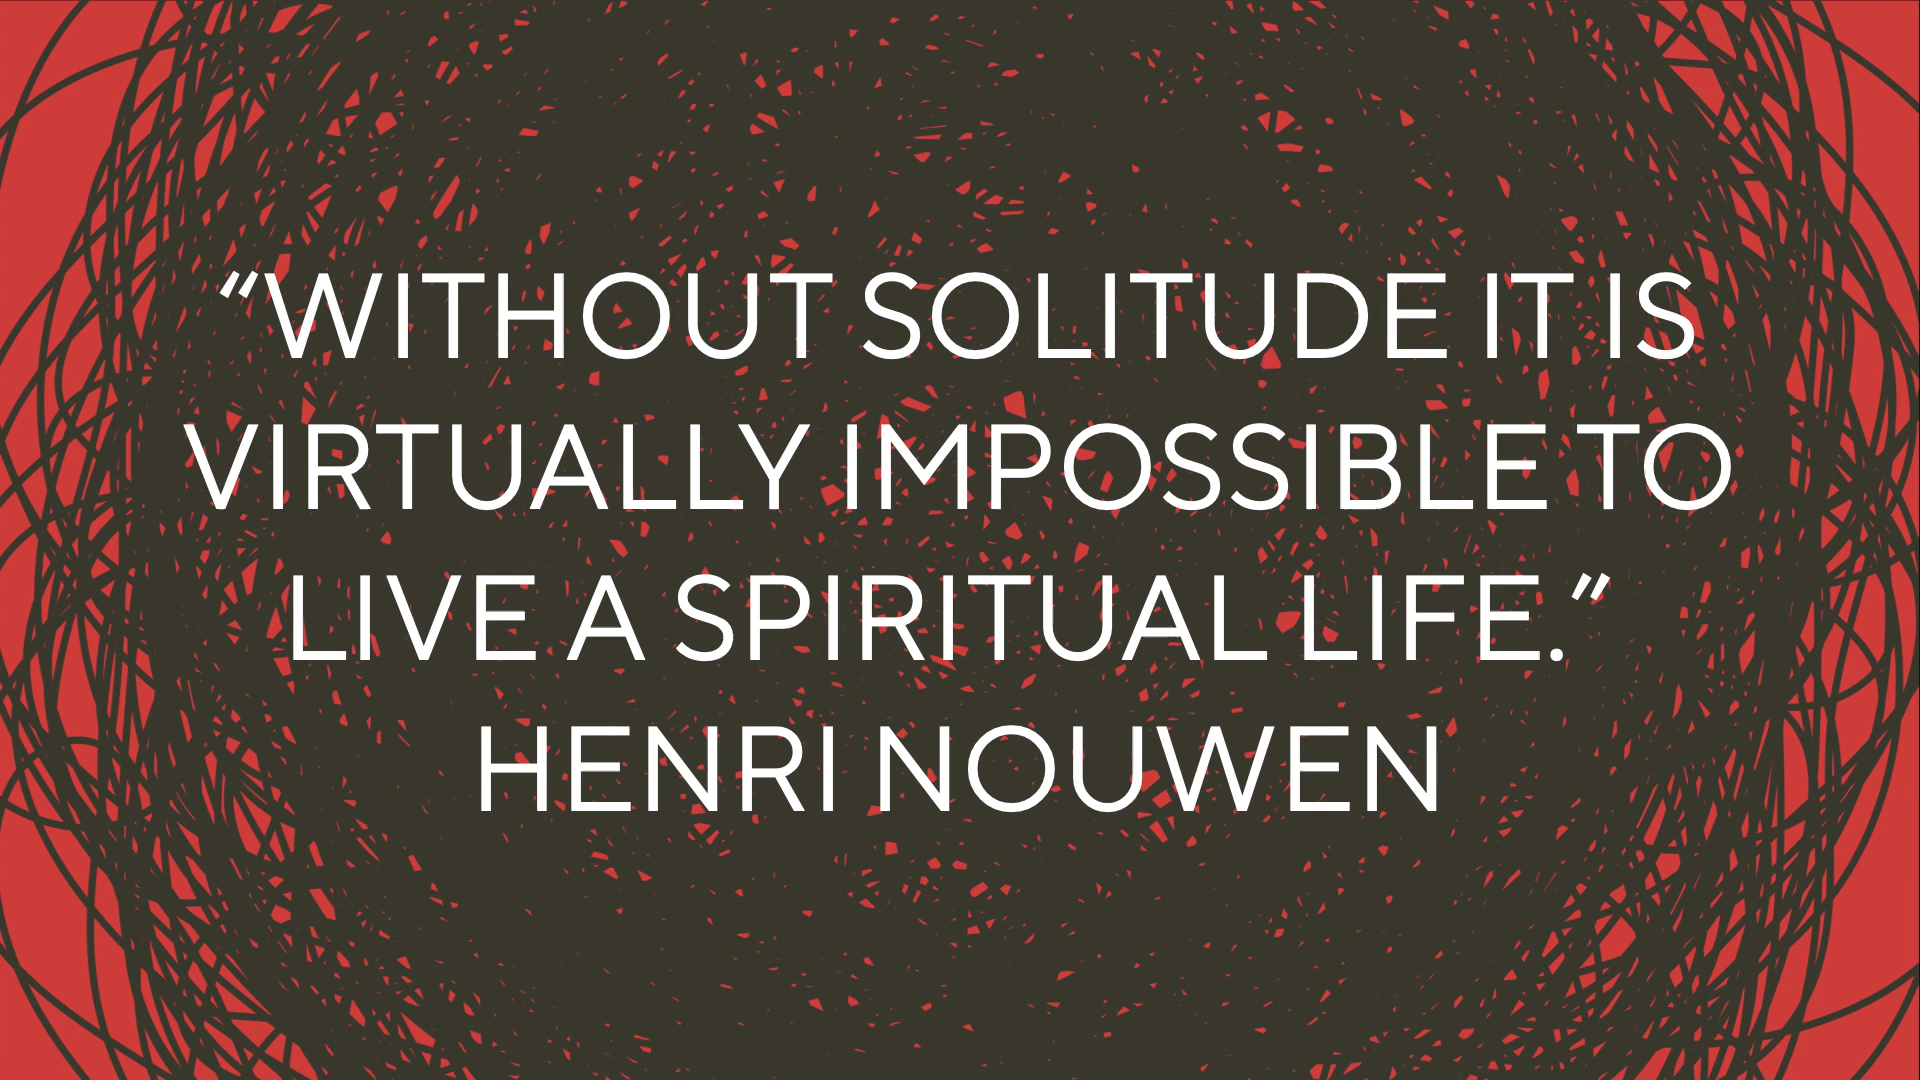 “WITHOUT SOLITUDE IT IS
VIRTUALLY IMPOSSIBLE TO
LIVE A SPIRITUAL LIFE.”
HENRI NOUWEN